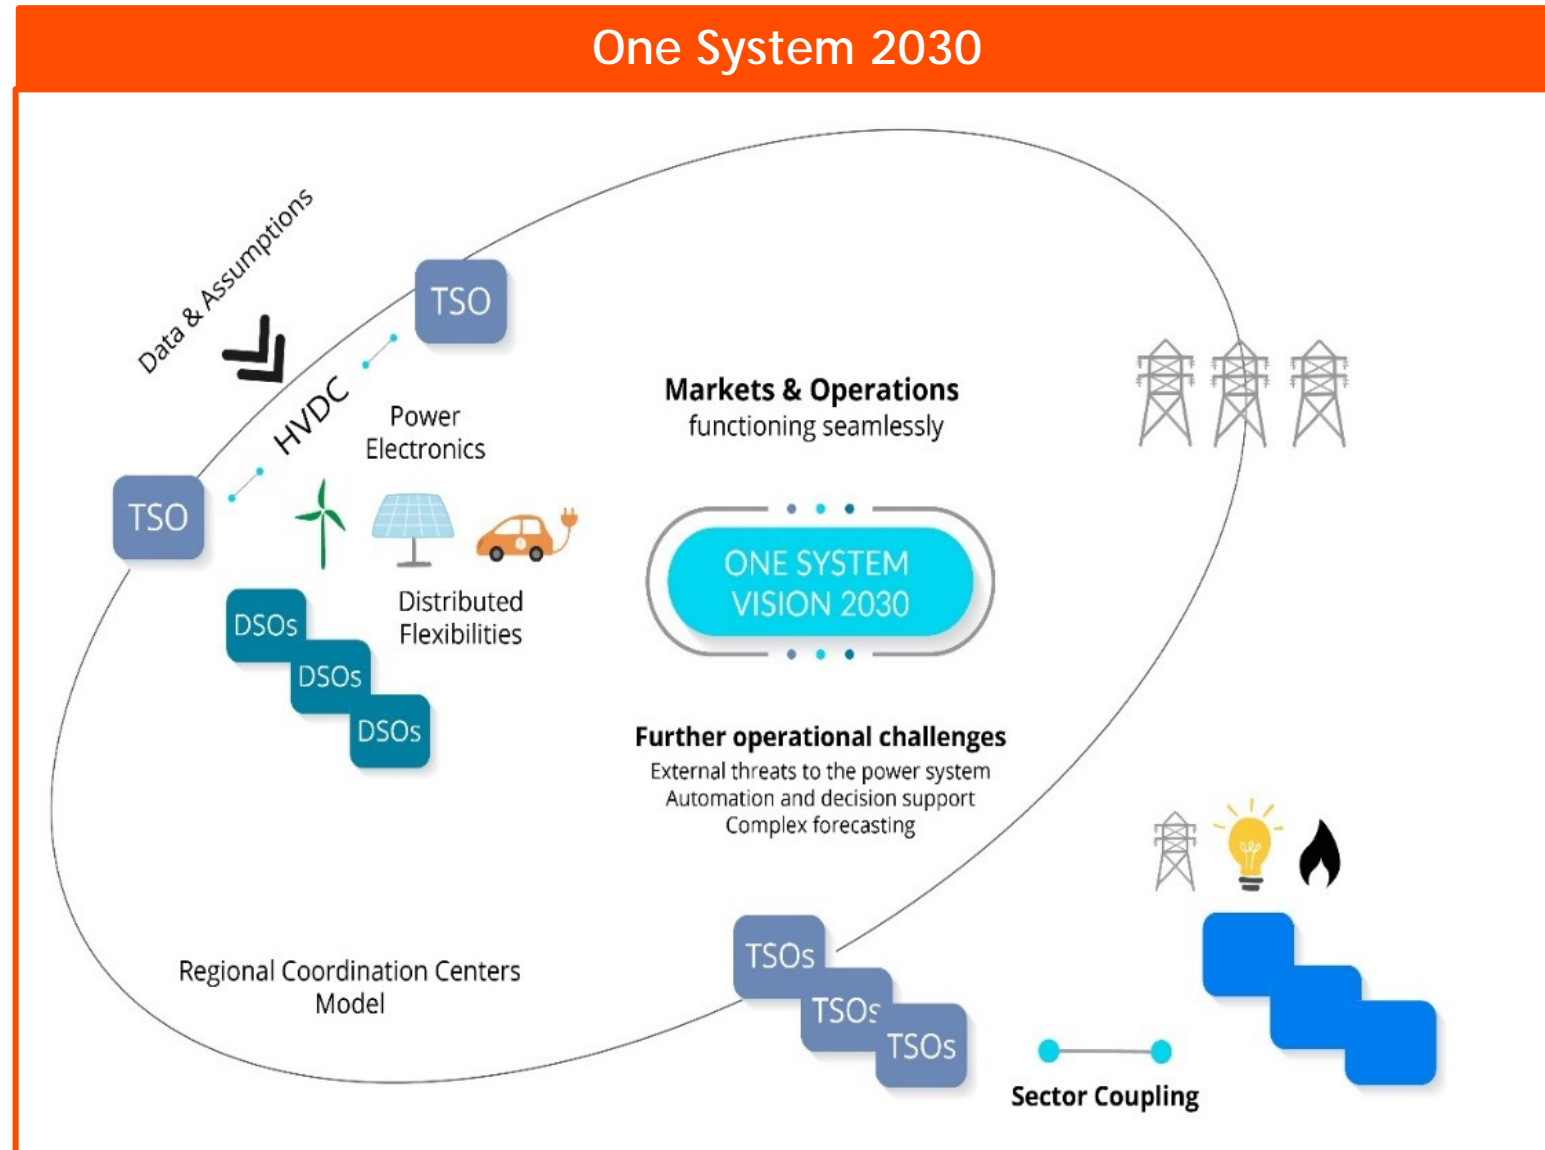 One System 2030
Data & Assumptions
TSO
HVDC
Power
Electronics
TSO
Markets & Operations
functioning seamlessly
ONE SYSTEM
VISION 2030
Distributed
Flexibilities
DSOs
DSOs
DSOs
Further operational challenges
External threats to the power system
Automation and decision support
Complex forecasting
Regional Coordination Centers
Model
TSOs
TSOs
TSOs
Sector Coupling